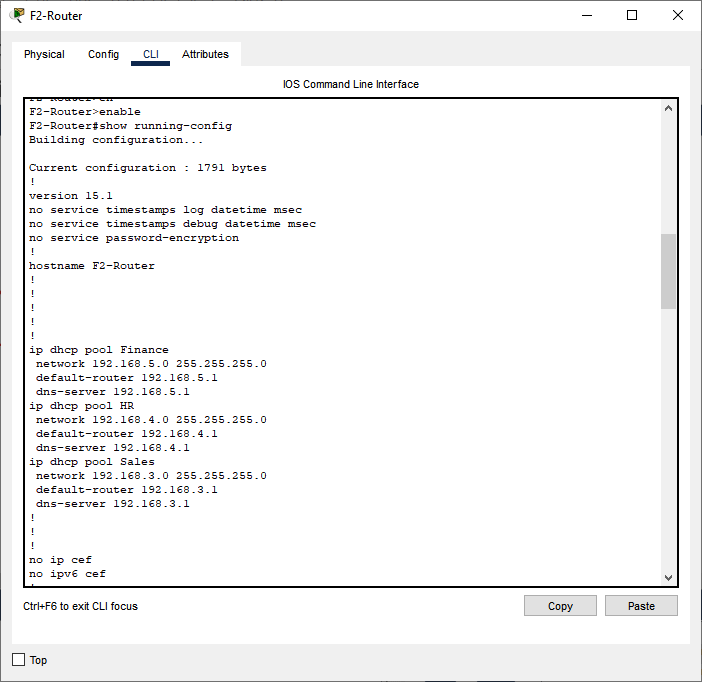 F2-Router
Physical Config CLI Attributes
IOS Command Line Interface
F2-Router>en
F2-Router>enable
F2-Router#show running-config
Building configuration...
Current configuration : 1791 bytes
!
version 15.1
no service timestamps log datetime msec
no service timestamps debug datetime msec
no service password-encryption
!
hostname F2-Router
!
!
!
!
!
ip dhcp pool Finance
network 192.168.5.0 255.255.255.0
default-router 192.168.5.1
dns-server 192.168.5.1
ip dhcp pool HR
network 192.168.4.0 255.255.255.0
default-router 192.168.4.1
dns-server 192.168.4.1
ip dhcp pool Sales
network 192.168.3.0 255.255.255.0
default-router 192.168.3.1
dns-server 192.168.3.1
!
!
!
no ip cef
no ipv6 cef
Ctrl+F6 to exit CLI focus
Copy Paste
Top